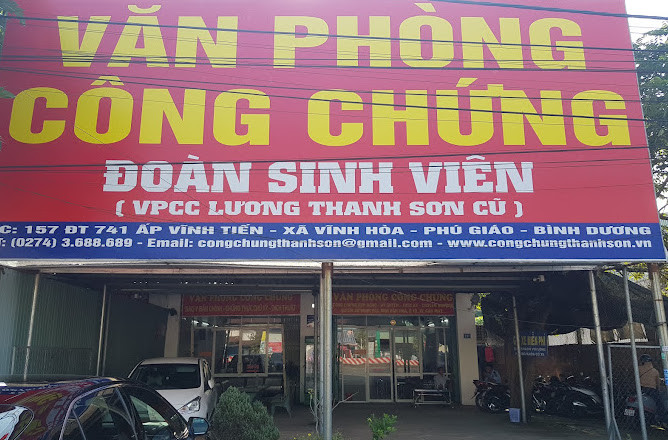 VĂN PHÒNG
CÔNG CHỨNG
ĐOÀN SINH VIÊN
( VPCC LƯƠNG THANH SƠN CŨ )
C: 157 ĐT 741 ẤP VĨNH TIẾN - XÃ VĨNH HÒA - PHÚ GIÁO - BÌNH DƯƠNG
T: (0274) 3.688.689 - Email: congchungthanhson@gmail.com - www.congchungthanhson.vn
VĂN PHÒNG CÔNG CHỨNG
VĂN PHÒNG CÔNG CHỨNG